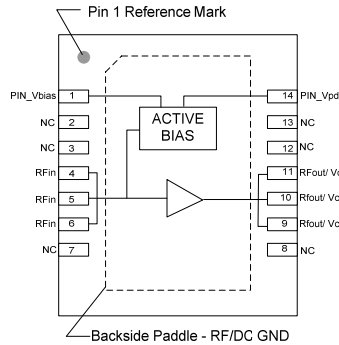 Pin 1 Reference Mark
PIN_Vbias 1
14 PIN_Vpd
ACTIVE
BIAS
NC 2
13 NC
NC 3
12 NC
RFin 4
11 RFout/ Vc
RFin 5
10 Rfout/ Vc
RFin 6
9 Rfout/ Vc
NC 7
8 NC
Backside Paddle - RF/DC GND